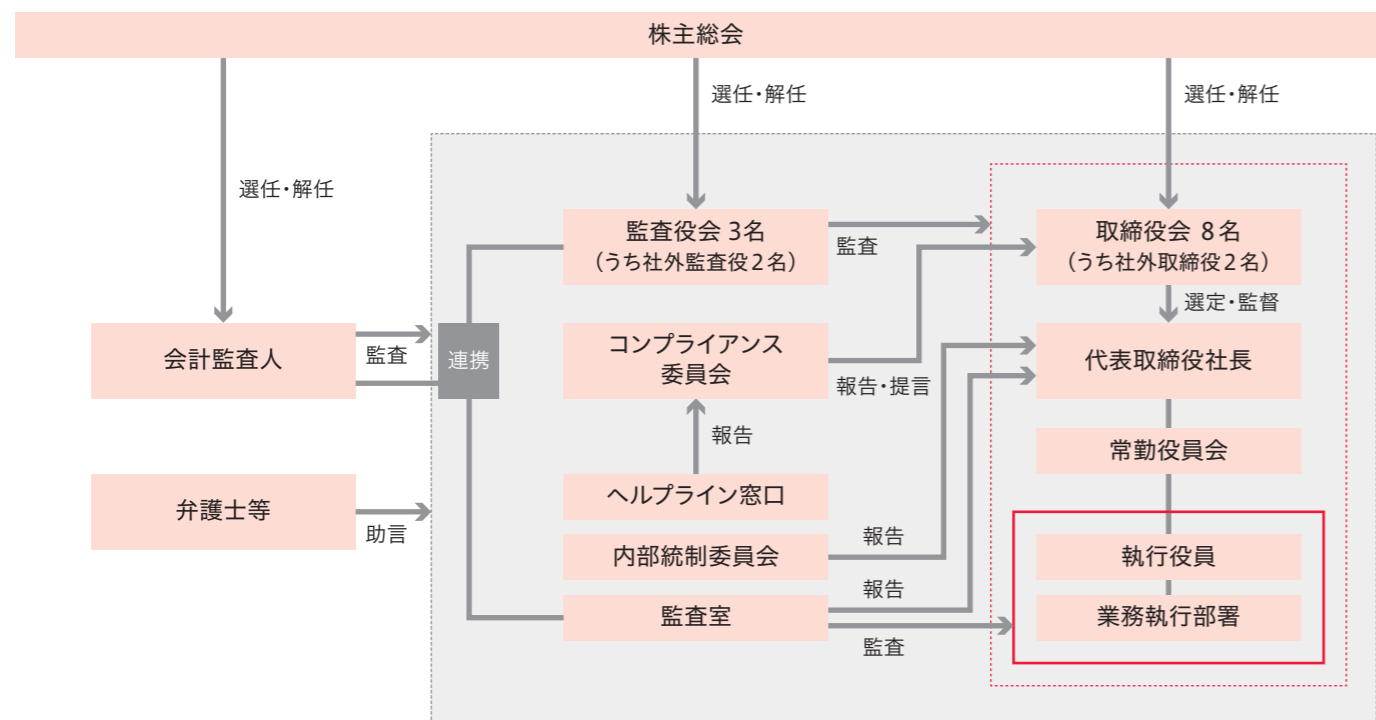 株主総会
選任・解任
選任・解任
選任・解任
監査役会 3名
（うち社外監査役2名）
監査
取締役会 8名
（うち社外取締役2名）
選定・監督
会計監査人
監査
連携
コンプライアンス
委員会
報告・提言
代表取締役社長
報告
常勤役員会
弁護士等
助言
ヘルプライン窓口
内部統制委員会
報告
執行役員
監査室
報告
監査
業務執行部署